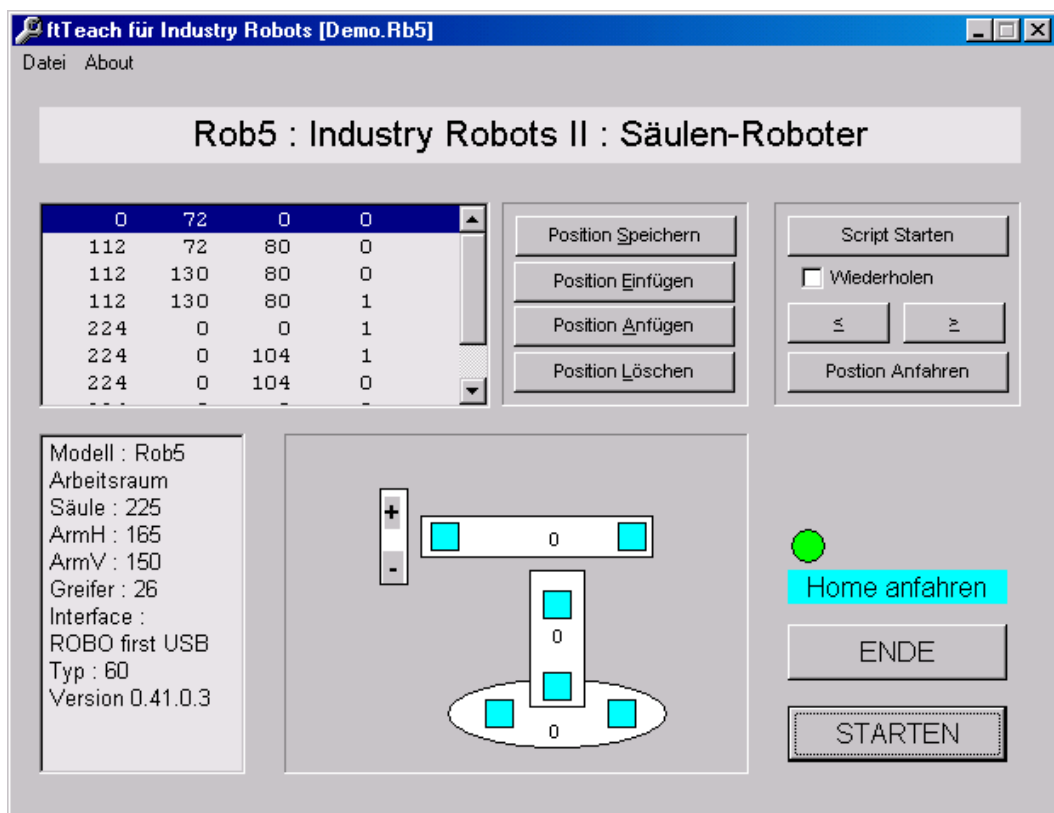 ftTeach für Industry Robots [Demo.Rb5]
Datei About
Rob5 : Industry Robots II : Säulen-Roboter
0 72 0 0
112 72 80 0
112 130 80 0
112 130 80 1
224 0 0 1
224 0 104 1
224 0 104 0
Position Speichern
Position Einfügen
Position Anfügen
Position Löschen
Script Starten
Wiederholen
≤ ≥
Postion Anfahren
Modell : Rob5
Arbeitsraum
Säule : 225
ArmH : 165
ArmV : 150
Greifer : 26
Interface :
ROBO first USB
Typ : 60
Version 0.41.0.3
+
-
0
0
0
Home anfahren
ENDE
STARTEN